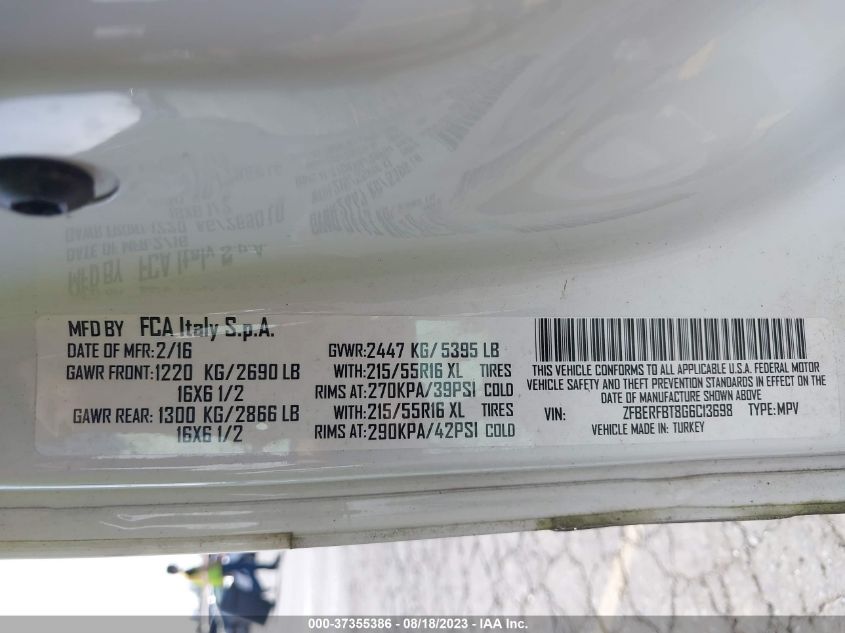 MFD BY FCA Italy S.p.A.
DATE OF MFR: 2/16
GAWR FRONT: 1220 KG/2690 LB
16X6 1/2
GAWR REAR: 1300 KG/2866 LB
16X6 1/2
GVWR: 2447 KG/ 5395 LB
WITH: 215/55R16 XL TIRES
RIMS AT: 270KPA/39PSI COLD
WITH: 215/55R16 XL TIRES
RIMS AT: 290KPA/42PSI COLD
THIS VEHICLE CONFORMS TO ALL APPLICABLE U.S.A. FEDERAL MOTOR
VEHICLE SAFETY AND THEFT PREVENTION STANDARDS IN EFFECT ON THE
DATE OF MANUFACTURE SHOWN ABOVE
VIN: ZFBERFBT8G6C13698 TYPE: MPV
VEHICLE MADE IN: TURKEY
000-37355386 - 08/18/2023 - IAA Inc.